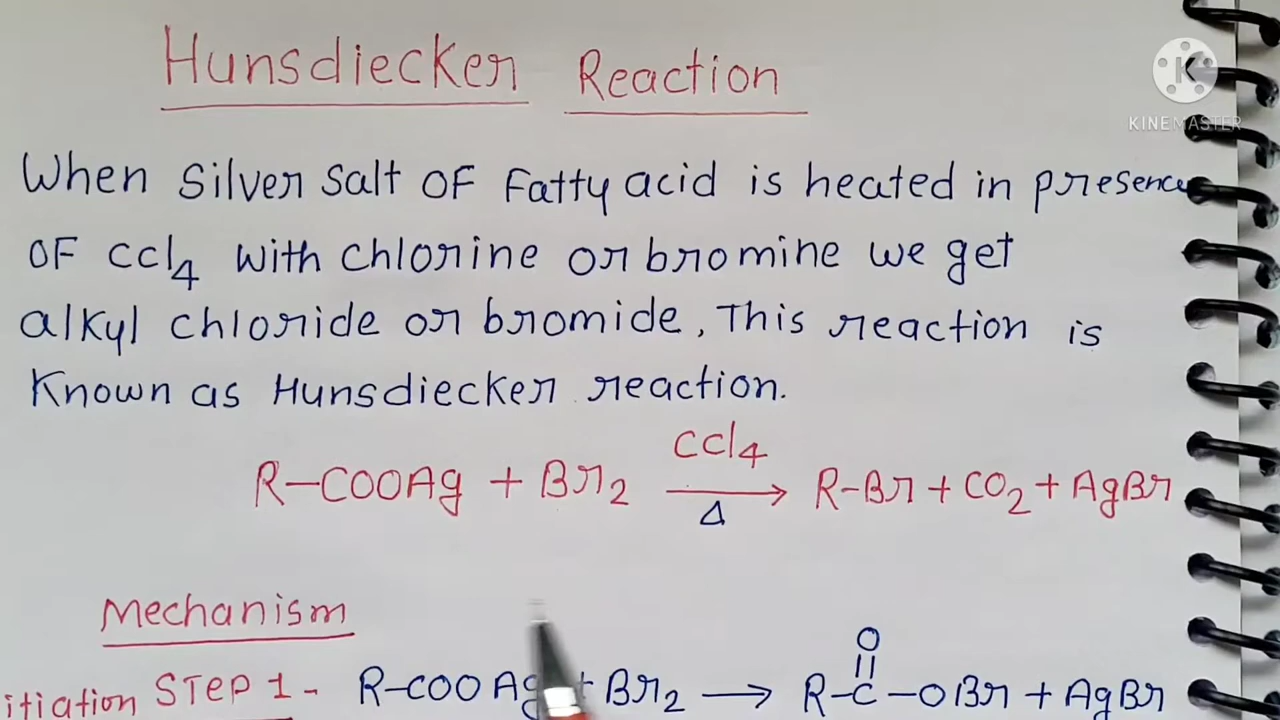 Hunsdiecker Reaction
KINEMASTER
When Silver Salt OF Fatty acid is heated in presence
OF CCl4 with chlorine or bromine we get
alkyl chloride or bromide, This reaction is
Known as Hunsdiecker reaction.
R-COOAg + Br2 CCl4 Δ → R-Br + CO2 + AgBr
Mechanism
itiation STEP 1 - R-COOAg + Br2 → R-C(=O)-OBr + AgBr